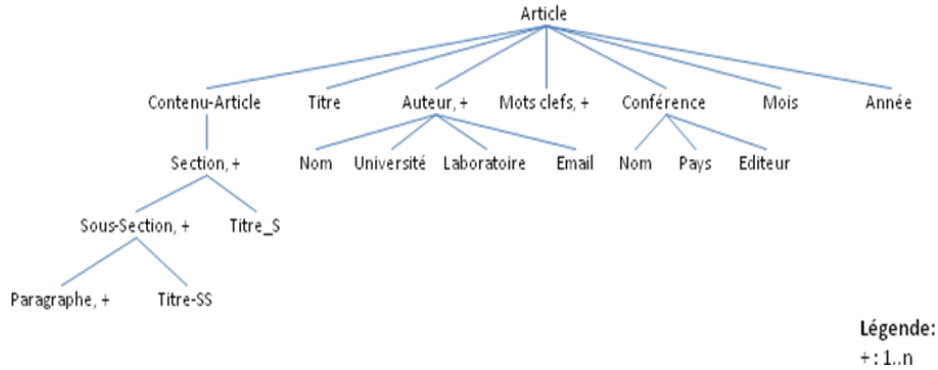 Article
Contenu-Article Titre Auteur, + Mots clefs, + Conférence Mois Année
Section, + Nom Université Laboratoire Email Nom Pays Editeur
Sous-Section, + Titre_S
Paragraphe, + Titre-SS
Légende:
+ : 1..n